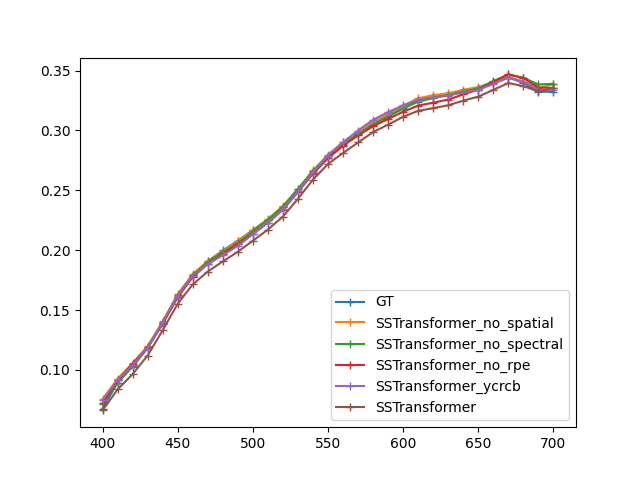 0.35
0.30
0.25
0.20
0.15
0.10
400 450 500 550 600 650 700
GT
SSTransformer_no_spatial
SSTransformer_no_spectral
SSTransformer_no_rpe
SSTransformer_ycrcb
SSTransformer